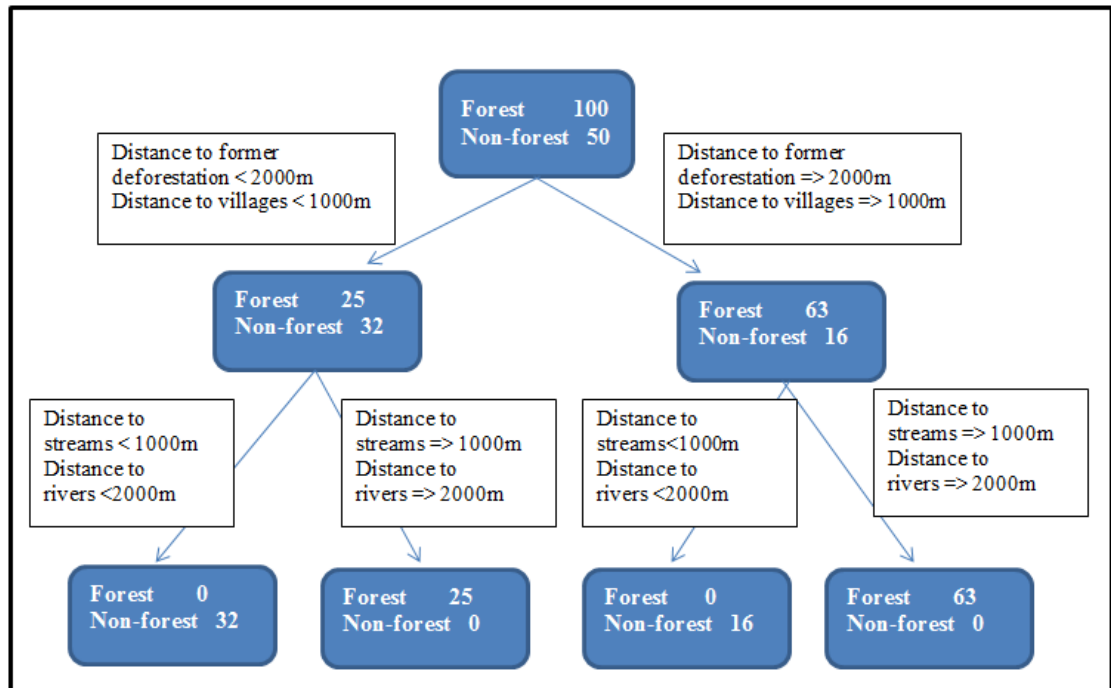 Forest 100
Non-forest 50
Distance to former
deforestation < 2000m
Distance to villages < 1000m
Distance to former
deforestation => 2000m
Distance to villages => 1000m
Forest 25
Non-forest 32
Forest 63
Non-forest 16
Distance to
streams < 1000m
Distance to
rivers <2000m
Distance to
streams => 1000m
Distance to
rivers => 2000m
Distance to
streams<1000m
Distance to
rivers <2000m
Distance to
streams => 1000m
Distance to
rivers => 2000m
Forest 0
Non-forest 32
Forest 25
Non-forest 0
Forest 0
Non-forest 16
Forest 63
Non-forest 0